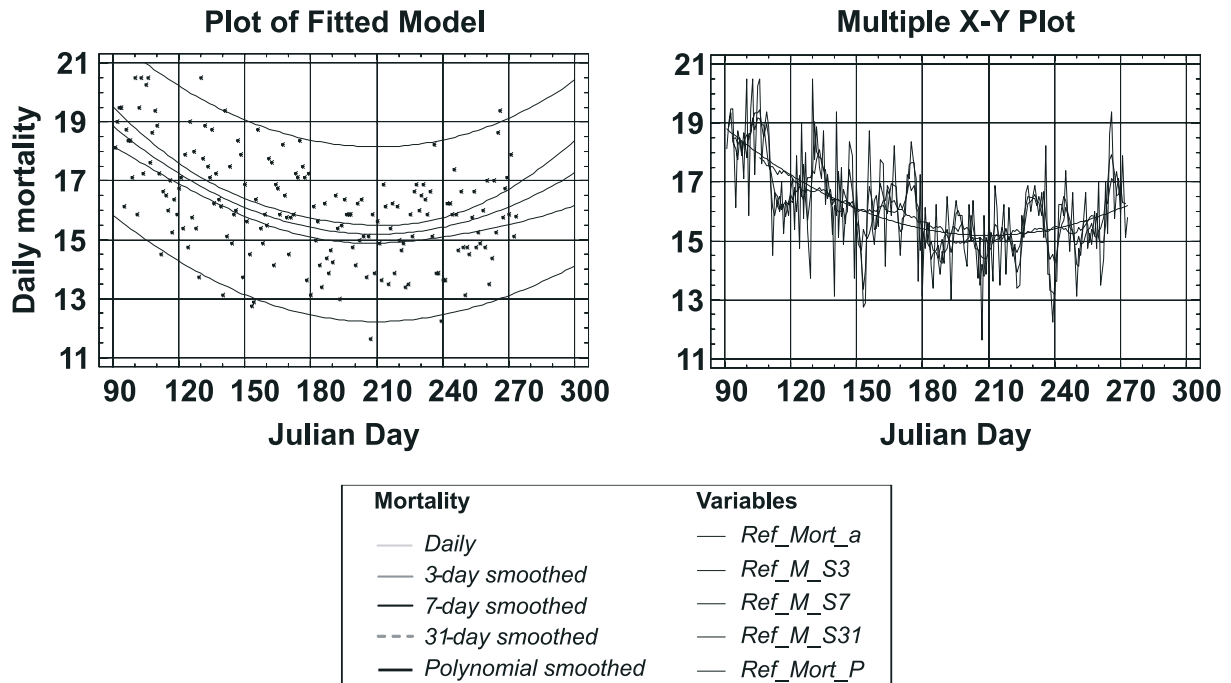 Plot of Fitted Model
Daily mortality
21
19
17
15
13
11
90 120 150 180 210 240 270 300
Julian Day
Multiple X-Y Plot
21
19
17
15
13
11
90 120 150 180 210 240 270 300
Julian Day
Mortality
Daily
3-day smoothed
7-day smoothed
31-day smoothed
Polynomial smoothed
Variables
Ref_Mort_a
Ref_M_S3
Ref_M_S7
Ref_M_S31
Ref_Mort_P